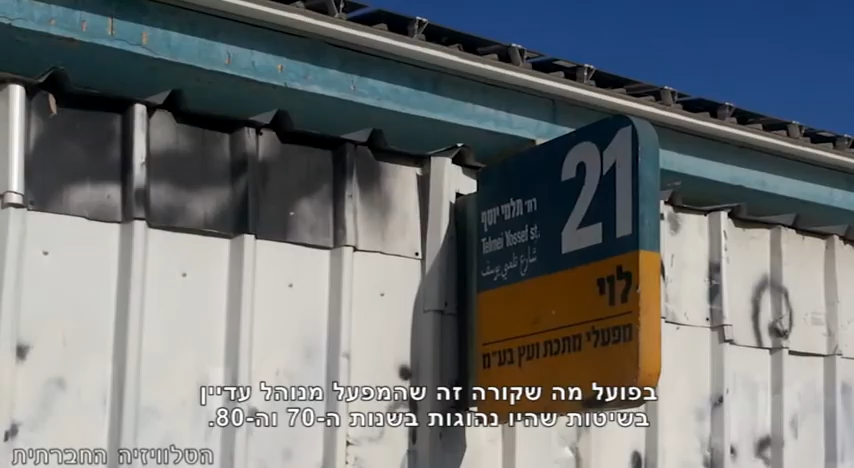 21
רח' תלמי יוסף
Telmei Yossef st.
شارع تلمي يوسف
לוי
מפעלי מתכת ועץ בע"מ
בפועל מה שקורה זה שהמפעל מנוהל עדיין
בשיטות שהיו נהוגות בשנות ה-70 וה-80.
הטלוויזיה החברתית